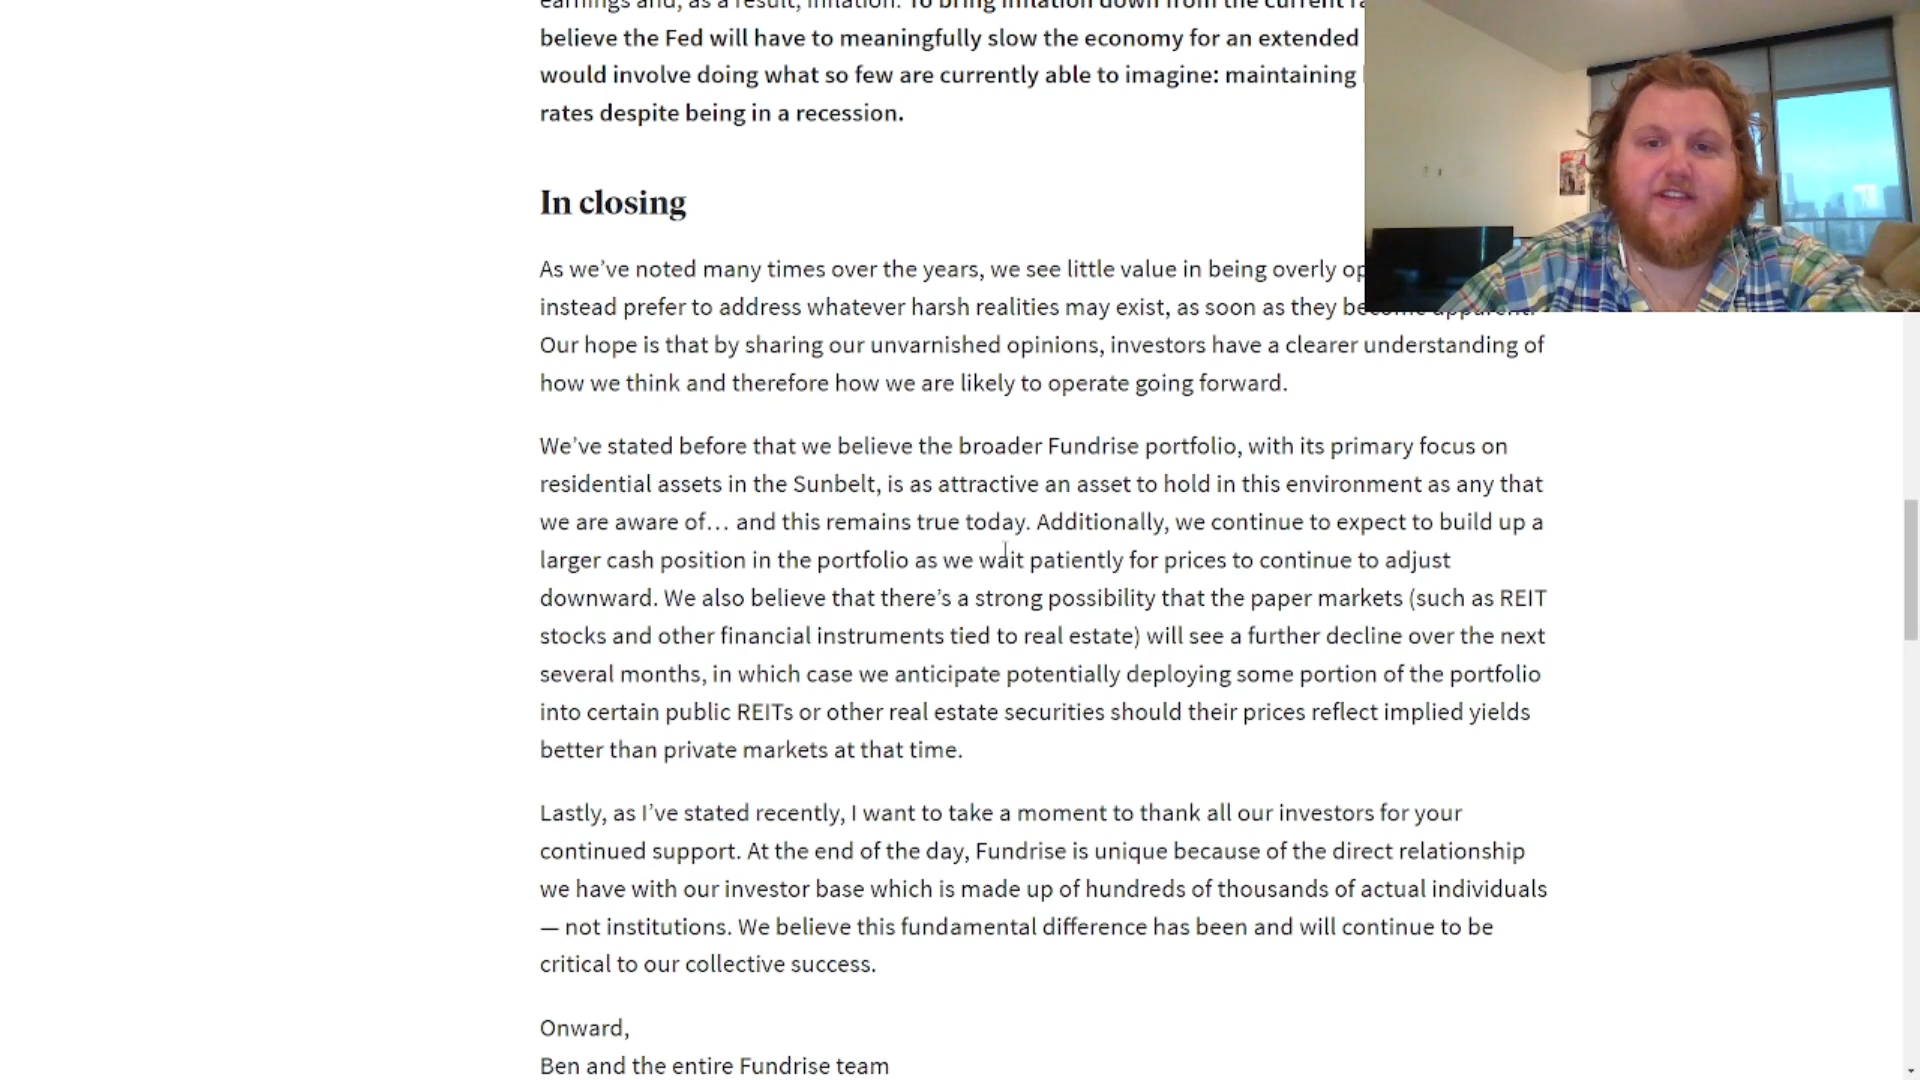 earnings and, as a result, inflation. To bring inflation down from the current
believe the Fed will have to meaningfully slow the economy for an extended
would involve doing what so few are currently able to imagine: maintaining
rates despite being in a recession.
In closing
As we’ve noted many times over the years, we see little value in being overly
instead prefer to address whatever harsh realities may exist, as soon as they become apparent.
Our hope is that by sharing our unvarnished opinions, investors have a clearer understanding of
how we think and therefore how we are likely to operate going forward.
We’ve stated before that we believe the broader Fundrise portfolio, with its primary focus on
residential assets in the Sunbelt, is as attractive an asset to hold in this environment as any that
we are aware of… and this remains true today. Additionally, we continue to expect to build up a
larger cash position in the portfolio as we wait patiently for prices to continue to adjust
downward. We also believe that there’s a strong possibility that the paper markets (such as REIT
stocks and other financial instruments tied to real estate) will see a further decline over the next
several months, in which case we anticipate potentially deploying some portion of the portfolio
into certain public REITs or other real estate securities should their prices reflect implied yields
better than private markets at that time.
Lastly, as I’ve stated recently, I want to take a moment to thank all our investors for your
continued support. At the end of the day, Fundrise is unique because of the direct relationship
we have with our investor base which is made up of hundreds of thousands of actual individuals
— not institutions. We believe this fundamental difference has been and will continue to be
critical to our collective success.
Onward,
Ben and the entire Fundrise team